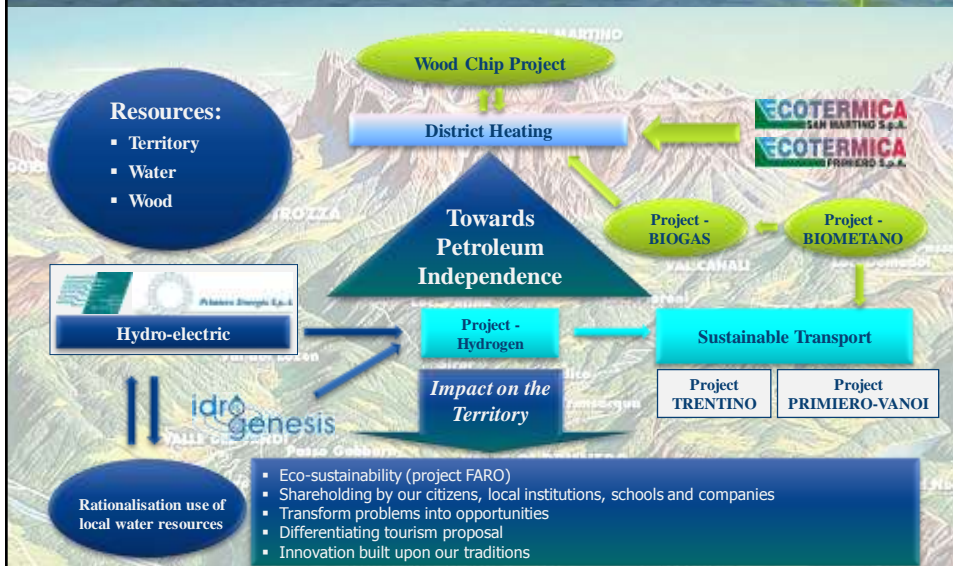 Wood Chip Project
Resources:
▪ Territory
▪ Water
▪ Wood
District Heating
ECOTERMICA
SAN MARTINO S.p.A.
ECOTERMICA
PRIMIERO S.p.A.
Towards
Petroleum
Independence
Project -
BIOGAS
Project -
BIOMETANO
VAL CANALI
Primiero Energia S.p.A.
Hydro-electric
Project -
Hydrogen
Sustainable Transport
Project
TRENTINO
Project
PRIMIERO-VANOI
idrogenesis
Impact on the
Territory
Rationalisation use of
local water resources
▪ Eco-sustainability (project FARO)
▪ Shareholding by our citizens, local institutions, schools and companies
▪ Transform problems into opportunities
▪ Differentiating tourism proposal
▪ Innovation built upon our traditions